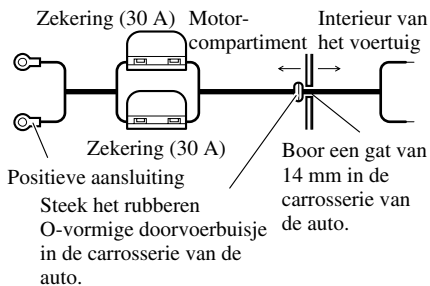 Zekering (30 A)
Motor-
compartiment
Interieur van
het voertuig
Zekering (30 A)
Positieve aansluiting
Steek het rubberen
O-vormige doorvoerbuisje
in de carrosserie van de
auto.
Boor een gat van
14 mm in de
carrosserie van
de auto.